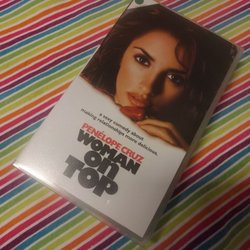 a sexy comedy about
making relationships more delicious.
PENÉLOPE CRUZ
WOMAN
on
TOP